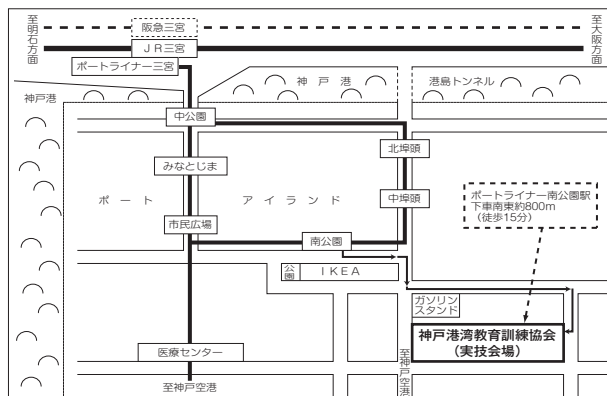 至明石方面
阪急三宮
至大阪方面
JR三宮
ポートライナー三宮
神戸港
神戸港
港島トンネル
中公園
北埠頭
みなとじま
中埠頭
ポートライナー南公園駅
下車南東約800m
(徒歩15分)
ポート
アイランド
市民広場
南公園
公園
IKEA
ガソリン
スタンド
神戸港湾教育訓練協会
(実技会場)
医療センター
至神戸空港
至神戸空港